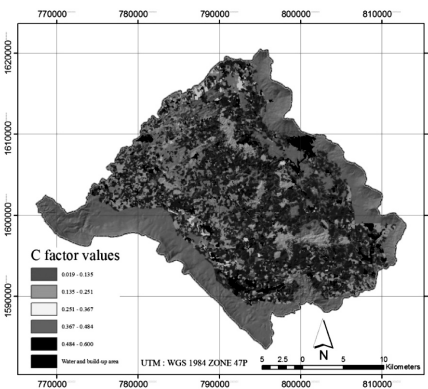 770000 780000 790000 800000 810000
1620000
1610000
1600000
1590000
C factor values
0.019 - 0.135
0.135 - 0.251
0.251 - 0.367
0.367 - 0.484
0.484 - 0.600
Water and build-up area
UTM : WGS 1984 ZONE 47P
N
5 2.5 0 5 10
Kilometers
770000 780000 790000 800000 810000